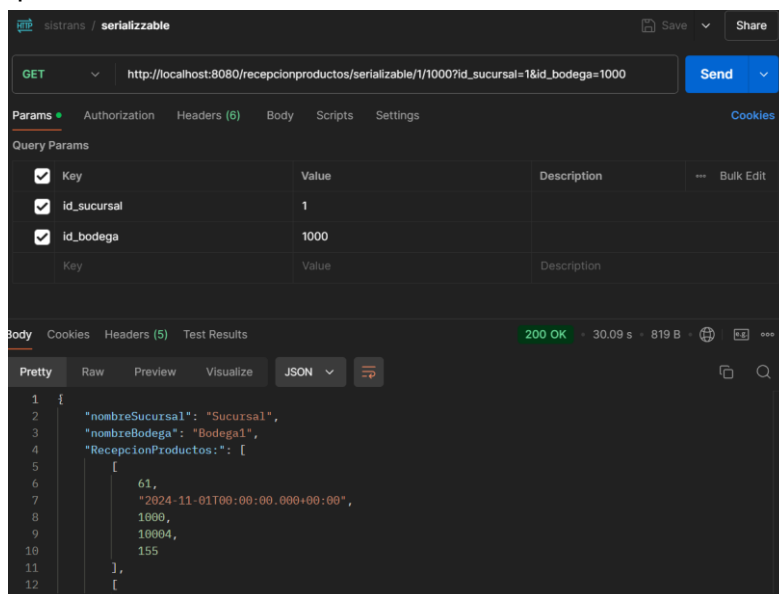 HTTP sistrans / serializzable Save Share
GET http://localhost:8080/recepcionproductos/serializable/1/1000?id_sucursal=1&id_bodega=1000 Send
Params Authorization Headers (6) Body Scripts Settings Cookies
Query Params
Key Value Description Bulk Edit
id_sucursal 1
id_bodega 1000
Key Value Description
Body Cookies Headers (5) Test Results 200 OK 30.09 s 819 B e.g.
Pretty Raw Preview Visualize JSON
1 {
2 "nombreSucursal": "Sucursal",
3 "nombreBodega": "Bodega1",
4 "RecepcionProductos:": [
5 [
6 61,
7 "2024-11-01T00:00:00.000+00:00",
8 1000,
9 10004,
10 155
11 ],
12 [